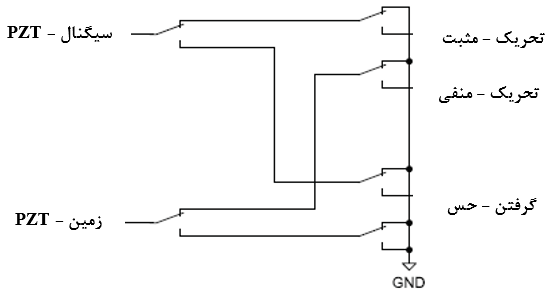 سیگنال – PZT
تحریک – مثبت
تحریک – منفی
گرفتن – حس
زمین – PZT
GND